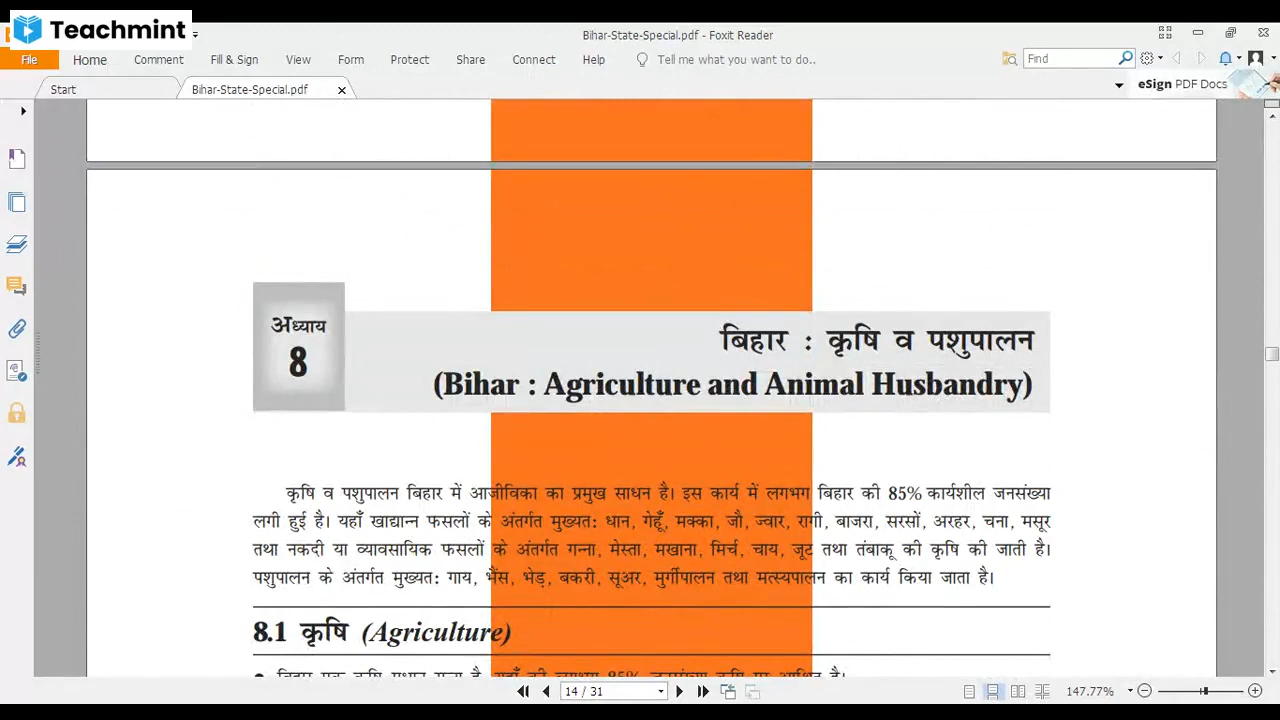 Teachmint
Bihar-State-Special.pdf - Foxit Reader
File Home Comment Fill & Sign View Form Protect Share Connect Help Tell me what you want to do.. Find
Start Bihar-State-Special.pdf eSign PDF Docs
अध्याय
8
बिहार : कृषि व पशुपालन
(Bihar : Agriculture and Animal Husbandry)
कृषि व पशुपालन बिहार में आजीविका का प्रमुख साधन है। इस कार्य में लगभग बिहार की 85% कार्यशील जनसंख्या
लगी हुई है। यहाँ खाद्यान्न फसलों के अंतर्गत मुख्यतः धान, गेहूँ, मक्का, जौ, ज्वार, रागी, बाजरा, सरसों, अरहर, चना, मसूर
तथा नकदी या व्यावसायिक फसलों के अंतर्गत गन्ना, मेस्ता, मखाना, मिर्च, चाय, जूट तथा तंबाकू की कृषि की जाती है।
पशुपालन के अंतर्गत मुख्यतः गाय, भैंस, भेड़, बकरी, सूअर, मुर्गीपालन तथा मत्स्यपालन का कार्य किया जाता है।
8.1 कृषि (Agriculture)
14 / 31 147.77%